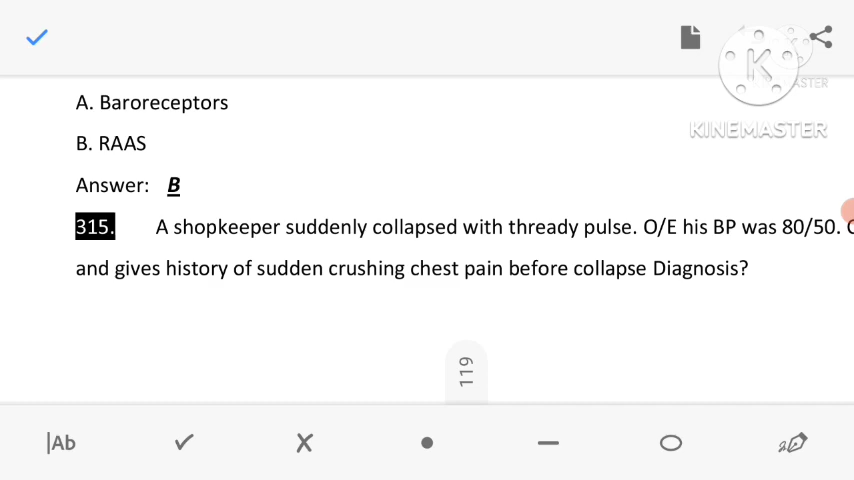 A. Baroreceptors
B. RAAS
Answer: B
315. A shopkeeper suddenly collapsed with thready pulse. O/E his BP was 80/50.
and gives history of sudden crushing chest pain before collapse Diagnosis?
119
|Ab
K
ASTER
KINEMASTER